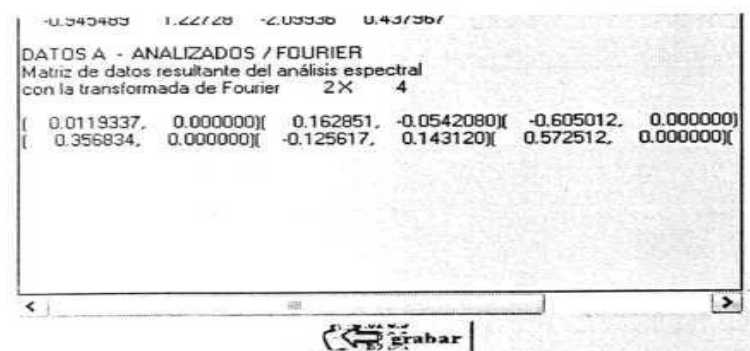 -0.945489 1.22728 -2.09936 0.437967
DATOS A - ANALIZADOS / FOURIER
Matriz de datos resultante del análisis espectral
con la transformada de Fourier 2X 4
( 0.0119337, 0.000000)( 0.162851, -0.0542080)( -0.605012, 0.000000)
( 0.356834, 0.000000)( -0.125617, 0.143120)( 0.572512, 0.000000)(
grabar